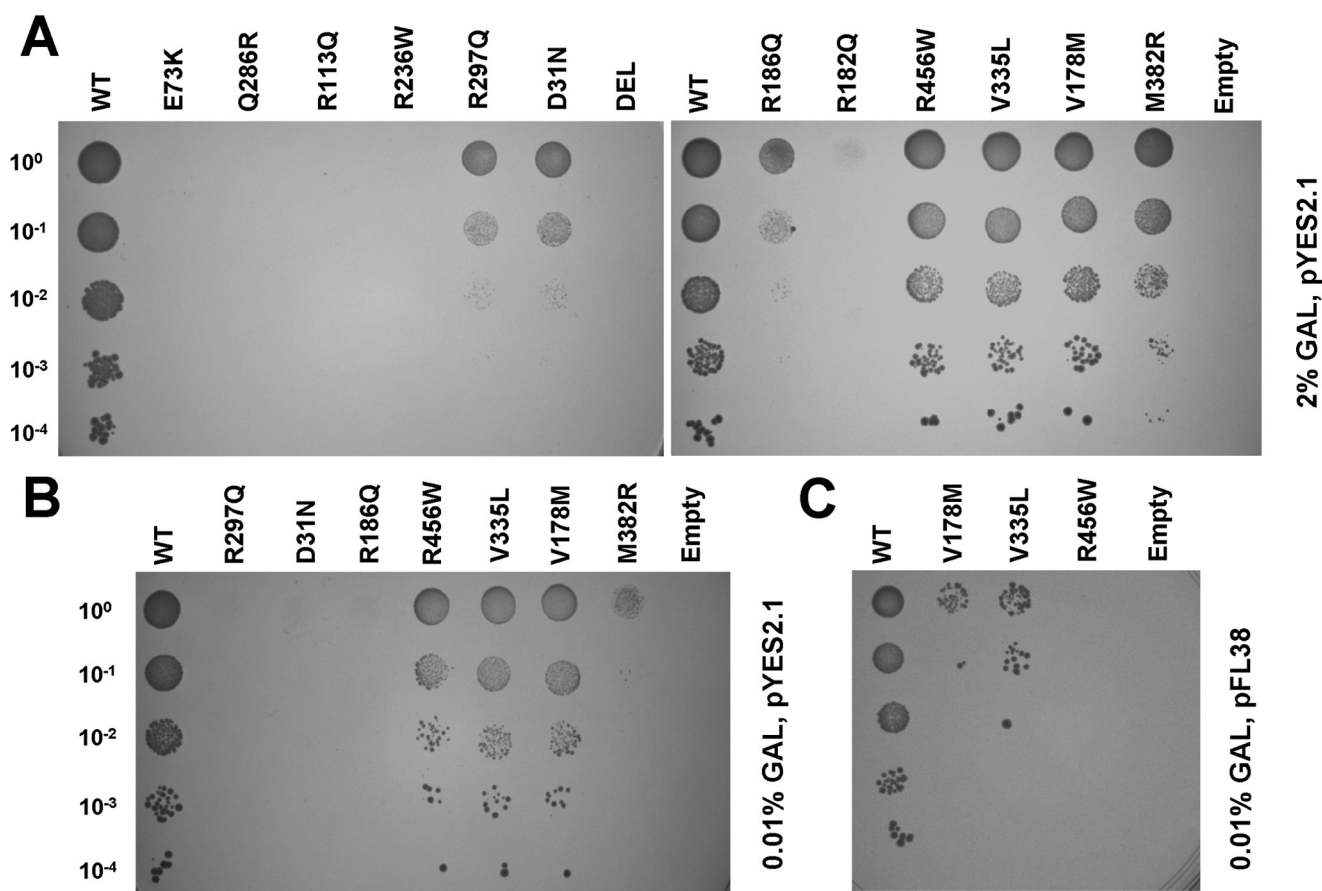 A
WT E73K Q286R R113Q R236W R297Q D31N DEL WT R186Q R182Q R456W V335L V178M M382R Empty
10⁰
10⁻¹
10⁻²
10⁻³
10⁻⁴
2% GAL, pYES2.1
B
WT R297Q D31N R186Q R456W V335L V178M M382R Empty
10⁰
10⁻¹
10⁻²
10⁻³
10⁻⁴
0.01% GAL, pYES2.1
C
WT V178M V335L R456W Empty
0.01% GAL, pFL38